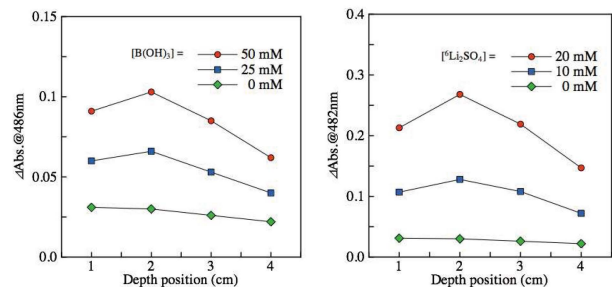 [B(OH)₃] =
50 mM
25 mM
0 mM
0.15
0.1
0.05
0.0
ΔAbs.@486nm
1 2 3 4
Depth position (cm)
[⁶Li₂SO₄] =
20 mM
10 mM
0 mM
0.4
0.3
0.2
0.1
0.0
ΔAbs.@482nm
1 2 3 4
Depth position (cm)